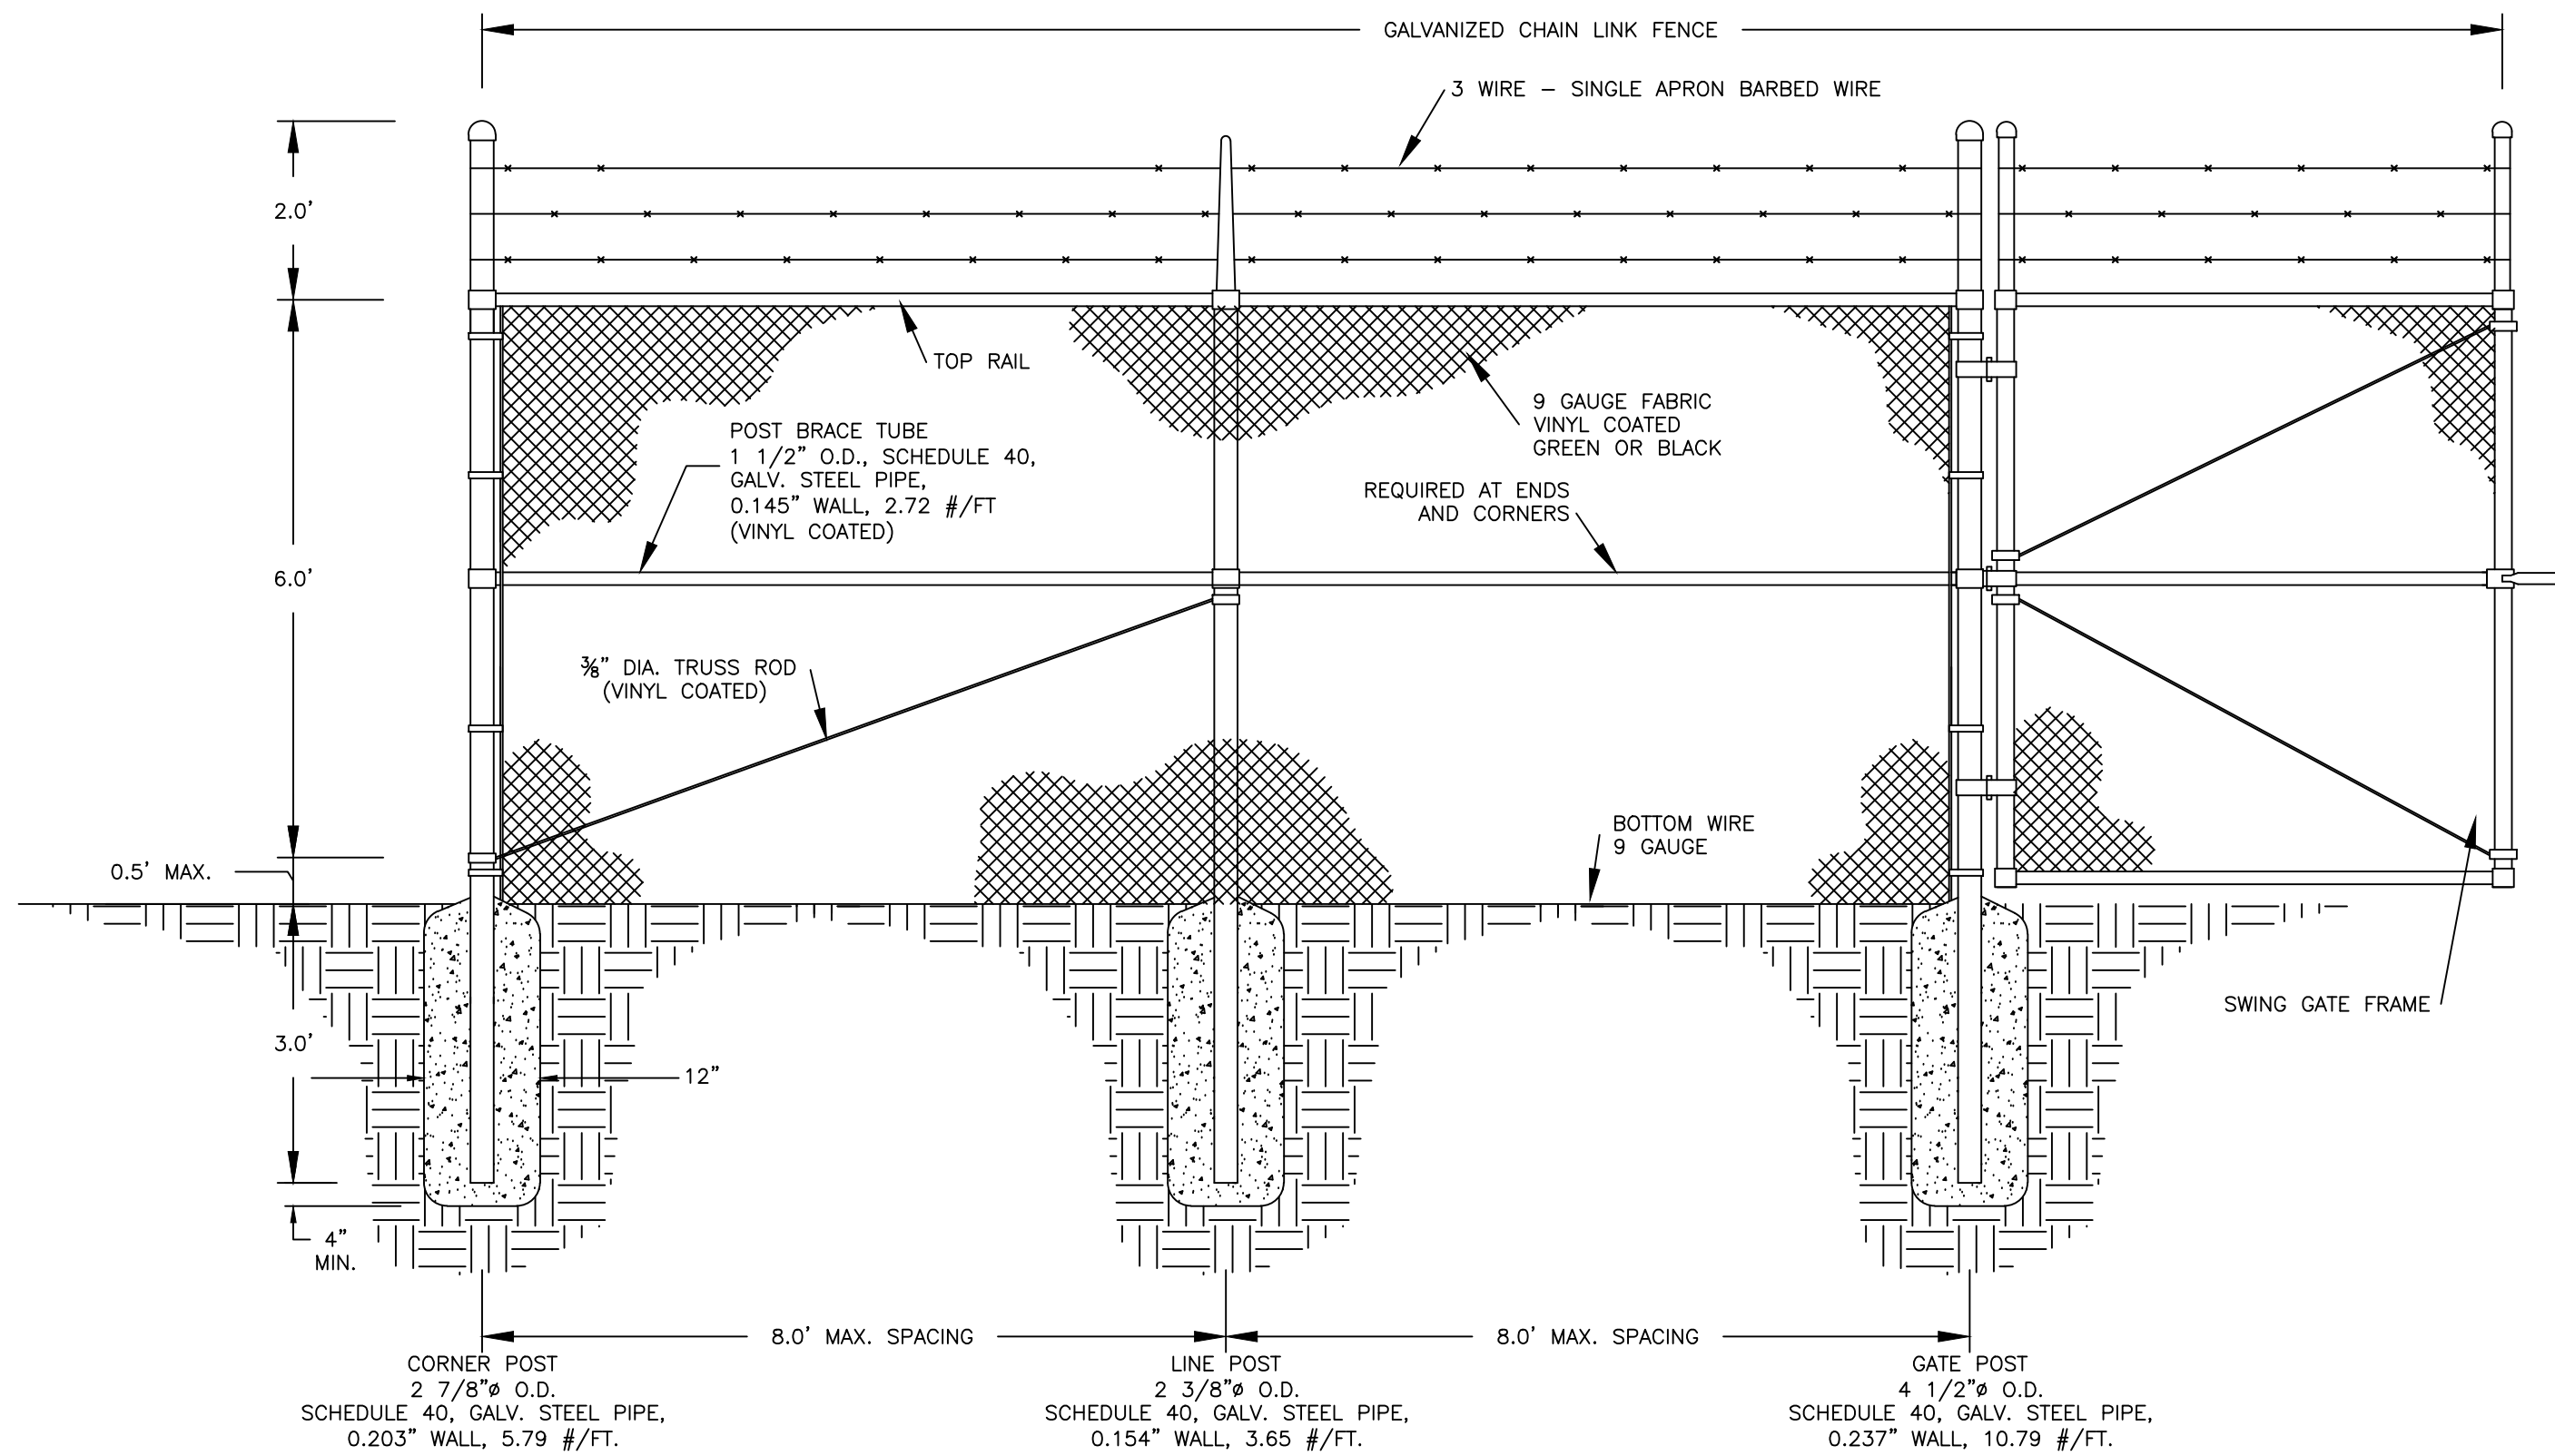 GALVANIZED CHAIN LINK FENCE
3 WIRE – SINGLE APRON BARBED WIRE
2.0'
TOP RAIL
9 GAUGE FABRIC
VINYL COATED
GREEN OR BLACK
POST BRACE TUBE
1 1/2" O.D., SCHEDULE 40,
GALV. STEEL PIPE,
0.145" WALL, 2.72 #/FT
(VINYL COATED)
REQUIRED AT ENDS
AND CORNERS
6.0'
⅜" DIA. TRUSS ROD
(VINYL COATED)
BOTTOM WIRE
9 GAUGE
0.5' MAX.
SWING GATE FRAME
3.0'
12"
4"
MIN.
8.0' MAX. SPACING
8.0' MAX. SPACING
CORNER POST
2 7/8"ø O.D.
SCHEDULE 40, GALV. STEEL PIPE,
0.203" WALL, 5.79 #/FT.
LINE POST
2 3/8"ø O.D.
SCHEDULE 40, GALV. STEEL PIPE,
0.154" WALL, 3.65 #/FT.
GATE POST
4 1/2"ø O.D.
SCHEDULE 40, GALV. STEEL PIPE,
0.237" WALL, 10.79 #/FT.